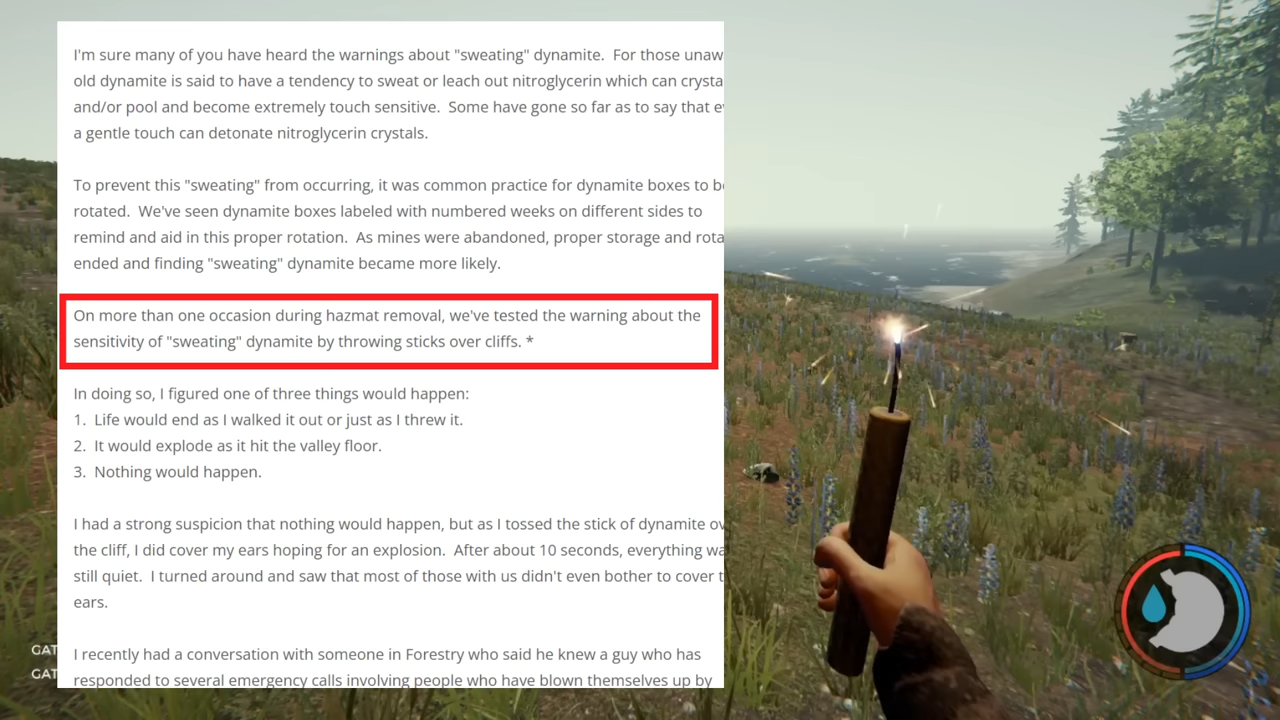 I'm sure many of you have heard the warnings about "sweating" dynamite. For those unaw
old dynamite is said to have a tendency to sweat or leach out nitroglycerin which can crysta
and/or pool and become extremely touch sensitive. Some have gone so far as to say that e
a gentle touch can detonate nitroglycerin crystals.
To prevent this "sweating" from occurring, it was common practice for dynamite boxes to b
rotated. We've seen dynamite boxes labeled with numbered weeks on different sides to
remind and aid in this proper rotation. As mines were abandoned, proper storage and rota
ended and finding "sweating" dynamite became more likely.
On more than one occasion during hazmat removal, we've tested the warning about the
sensitivity of "sweating" dynamite by throwing sticks over cliffs. *
In doing so, I figured one of three things would happen:
1. Life would end as I walked it out or just as I threw it.
2. It would explode as it hit the valley floor.
3. Nothing would happen.
I had a strong suspicion that nothing would happen, but as I tossed the stick of dynamite ov
the cliff, I did cover my ears hoping for an explosion. After about 10 seconds, everything wa
still quiet. I turned around and saw that most of those with us didn't even bother to cover t
ears.
I recently had a conversation with someone in Forestry who said he knew a guy who has
responded to several emergency calls involving people who have blown themselves up by
GAT
GAT